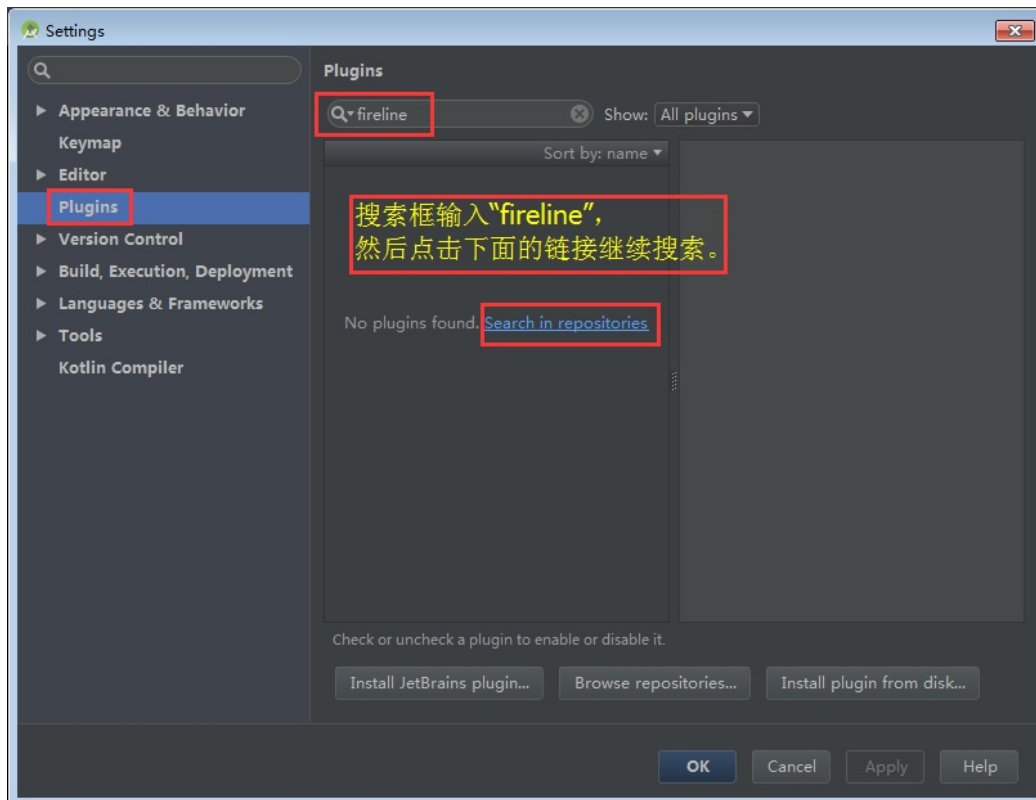 Settings
Plugins
fireline
Show: All plugins
Appearance & Behavior
Keymap
Editor
Plugins
Version Control
Build, Execution, Deployment
Languages & Frameworks
Tools
Kotlin Compiler
Sort by: name
搜索框输入“fireline”,
然后点击下面的链接继续搜索。
No plugins found. Search in repositories
Check or uncheck a plugin to enable or disable it.
Install JetBrains plugin...
Browse repositories...
Install plugin from disk...
OK
Cancel
Apply
Help